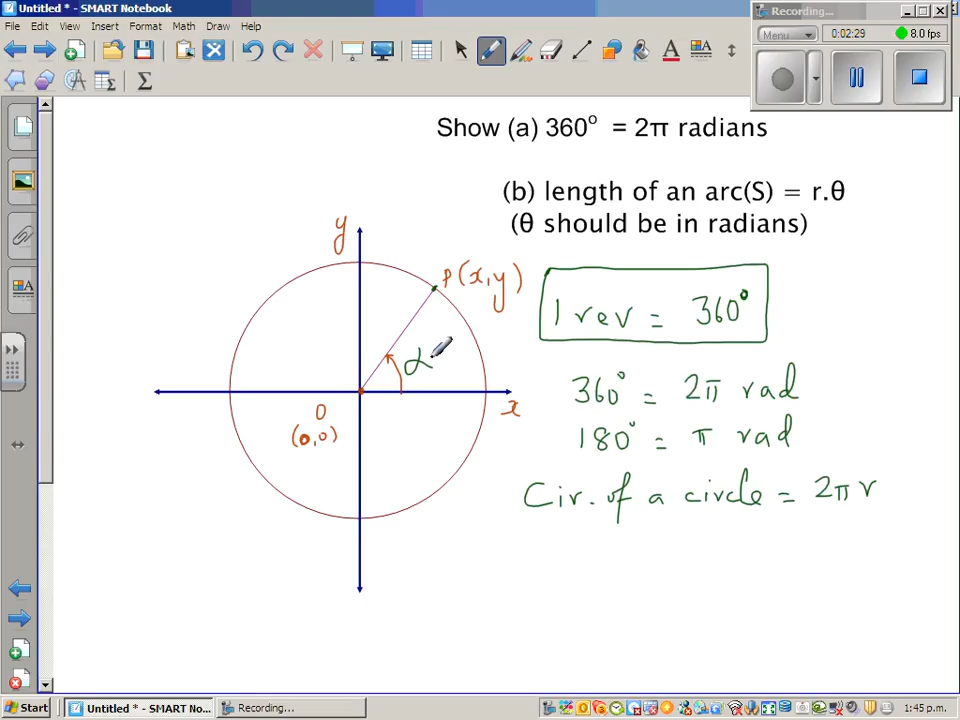 Untitled * - SMART Notebook
File Edit View Insert Format Math Draw Help
Recording...
Menu
0:02:29 8.0 fps
Show (a) 360° = 2π radians
(b) length of an arc(S) = r.θ
(θ should be in radians)
y
P(x,y)
α
x
0
(0,0)
1 rev = 360°
360° = 2π rad
180° = π rad
Cir. of a circle = 2πr
Start Untitled * - SMART No... Recording... 1:45 p.m.